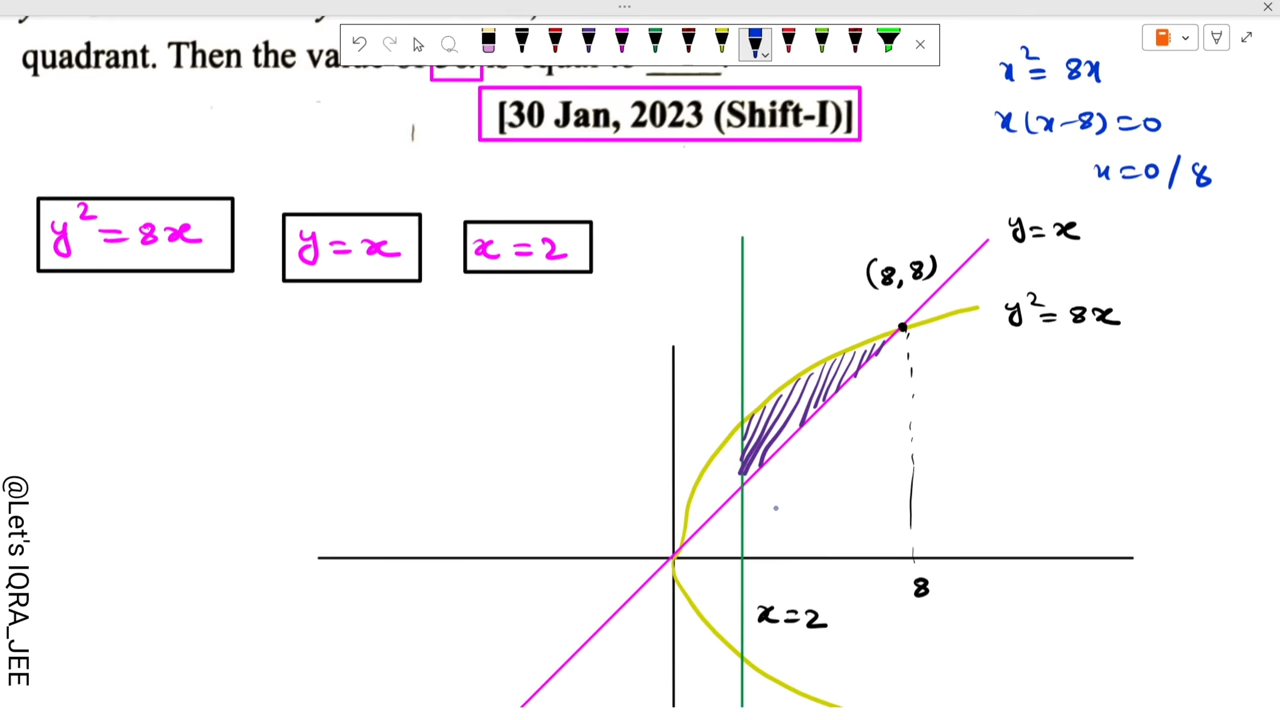 quadrant. Then the va
[30 Jan, 2023 (Shift-I)]
x² = 8x
x(x-8) = 0
x = 0 / 8
y² = 8x
y = x
x = 2
y = x
(8, 8)
y² = 8x
8
x = 2
@Let's IQRA_JEE